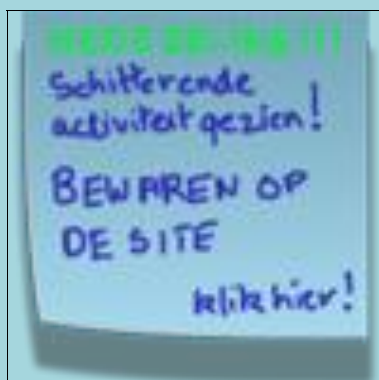 Schitterende
activiteit gezien!
BEWAREN OP
DE SITE
klik hier!